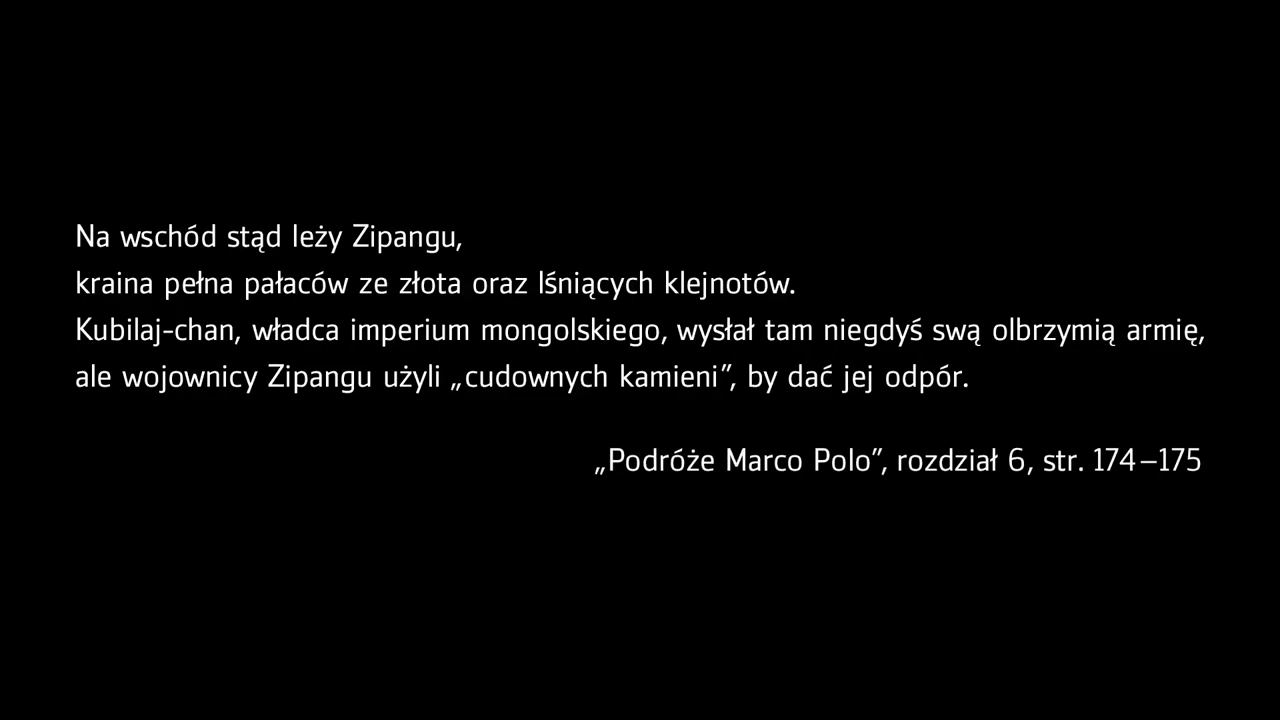 Na wschód stąd leży Zipangu,
kraina pełna pałaców ze złota oraz lśniących klejnotów.
Kubilaj-chan, władca imperium mongolskiego, wysłał tam niegdyś swą olbrzymią armię,
ale wojownicy Zipangu użyli „cudownych kamieni”, by dać jej odpór.
„Podróże Marco Polo”, rozdział 6, str. 174–175